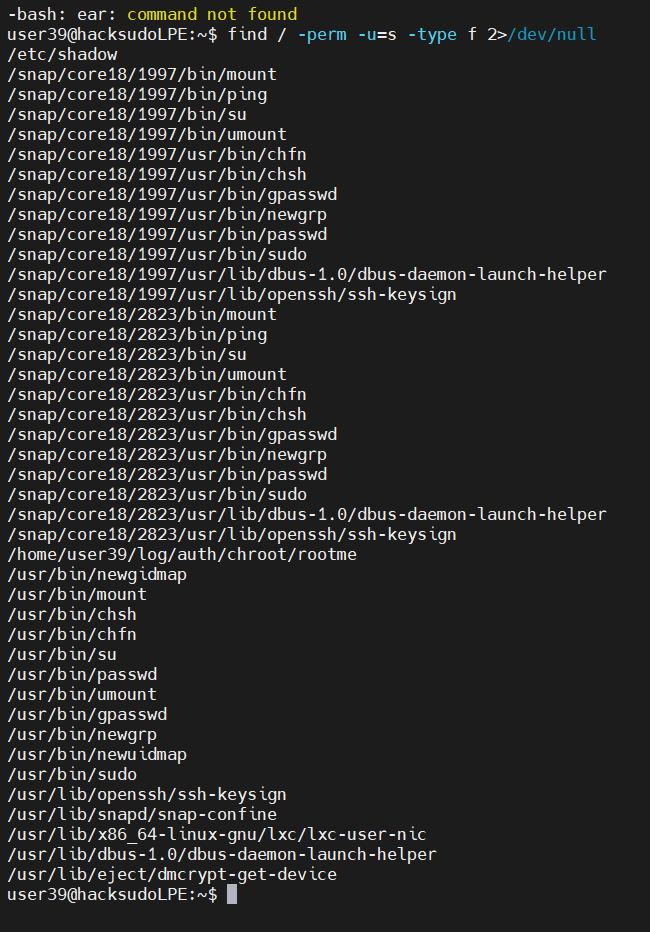 -bash: ear: command not found
user39@hacksudoLPE:~$ find / -perm -u=s -type f 2>/dev/null
/etc/shadow
/snap/core18/1997/bin/mount
/snap/core18/1997/bin/ping
/snap/core18/1997/bin/su
/snap/core18/1997/bin/umount
/snap/core18/1997/usr/bin/chfn
/snap/core18/1997/usr/bin/chsh
/snap/core18/1997/usr/bin/gpasswd
/snap/core18/1997/usr/bin/newgrp
/snap/core18/1997/usr/bin/passwd
/snap/core18/1997/usr/bin/sudo
/snap/core18/1997/usr/lib/dbus-1.0/dbus-daemon-launch-helper
/snap/core18/1997/usr/lib/openssh/ssh-keysign
/snap/core18/2823/bin/mount
/snap/core18/2823/bin/ping
/snap/core18/2823/bin/su
/snap/core18/2823/bin/umount
/snap/core18/2823/usr/bin/chfn
/snap/core18/2823/usr/bin/chsh
/snap/core18/2823/usr/bin/gpasswd
/snap/core18/2823/usr/bin/newgrp
/snap/core18/2823/usr/bin/passwd
/snap/core18/2823/usr/bin/sudo
/snap/core18/2823/usr/lib/dbus-1.0/dbus-daemon-launch-helper
/snap/core18/2823/usr/lib/openssh/ssh-keysign
/home/user39/log/auth/chroot/rootme
/usr/bin/newgidmap
/usr/bin/mount
/usr/bin/chsh
/usr/bin/chfn
/usr/bin/su
/usr/bin/passwd
/usr/bin/umount
/usr/bin/gpasswd
/usr/bin/newgrp
/usr/bin/newuidmap
/usr/bin/sudo
/usr/lib/openssh/ssh-keysign
/usr/lib/snapd/snap-confine
/usr/lib/x86_64-linux-gnu/lxc/lxc-user-nic
/usr/lib/dbus-1.0/dbus-daemon-launch-helper
/usr/lib/eject/dmcrypt-get-device
user39@hacksudoLPE:~$